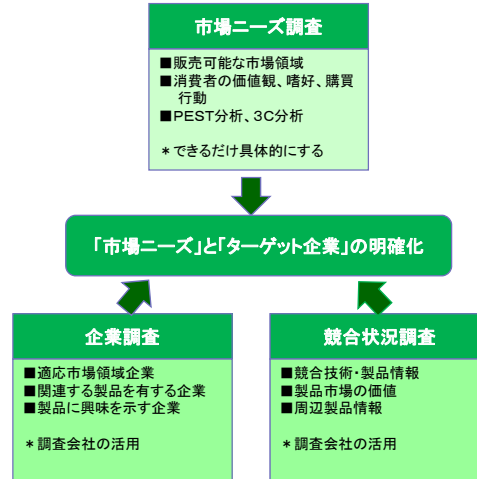 市場ニーズ調査
■販売可能な市場領域
■消費者の価値観、嗜好、購買
行動
■PEST分析、3C分析
＊できるだけ具体的にする
「市場ニーズ」と「ターゲット企業」の明確化
企業調査
■適応市場領域企業
■関連する製品を有する企業
■製品に興味を示す企業
＊調査会社の活用
競合状況調査
■競合技術・製品情報
■製品市場の価値
■周辺製品情報
＊調査会社の活用